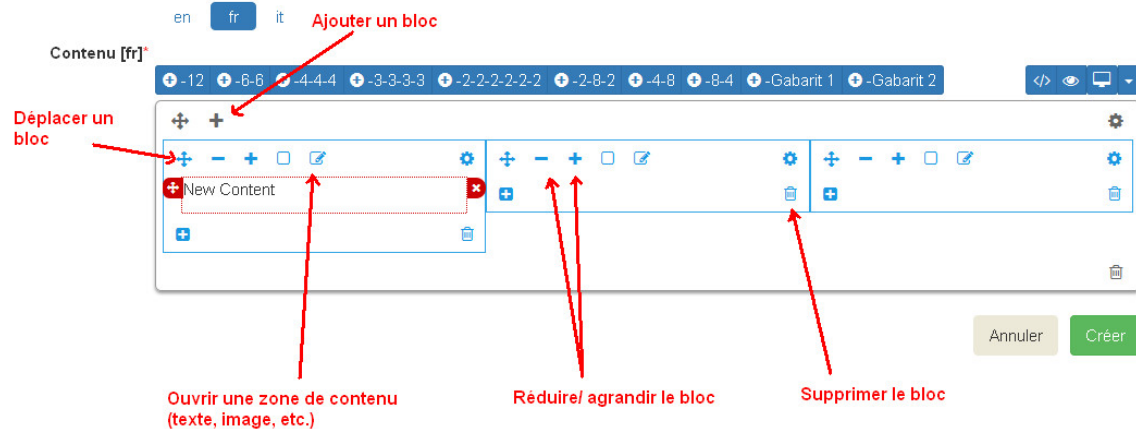 en fr it
Ajouter un bloc
Contenu [fr]*
-12 -6-6 -4-4-4 -3-3-3-3 -2-2-2-2-2-2 -2-8-2 -4-8 -8-4 -Gabarit 1 -Gabarit 2
Déplacer un
bloc
New Content
Annuler Créer
Ouvrir une zone de contenu
(texte, image, etc.)
Réduire/ agrandir le bloc
Supprimer le bloc